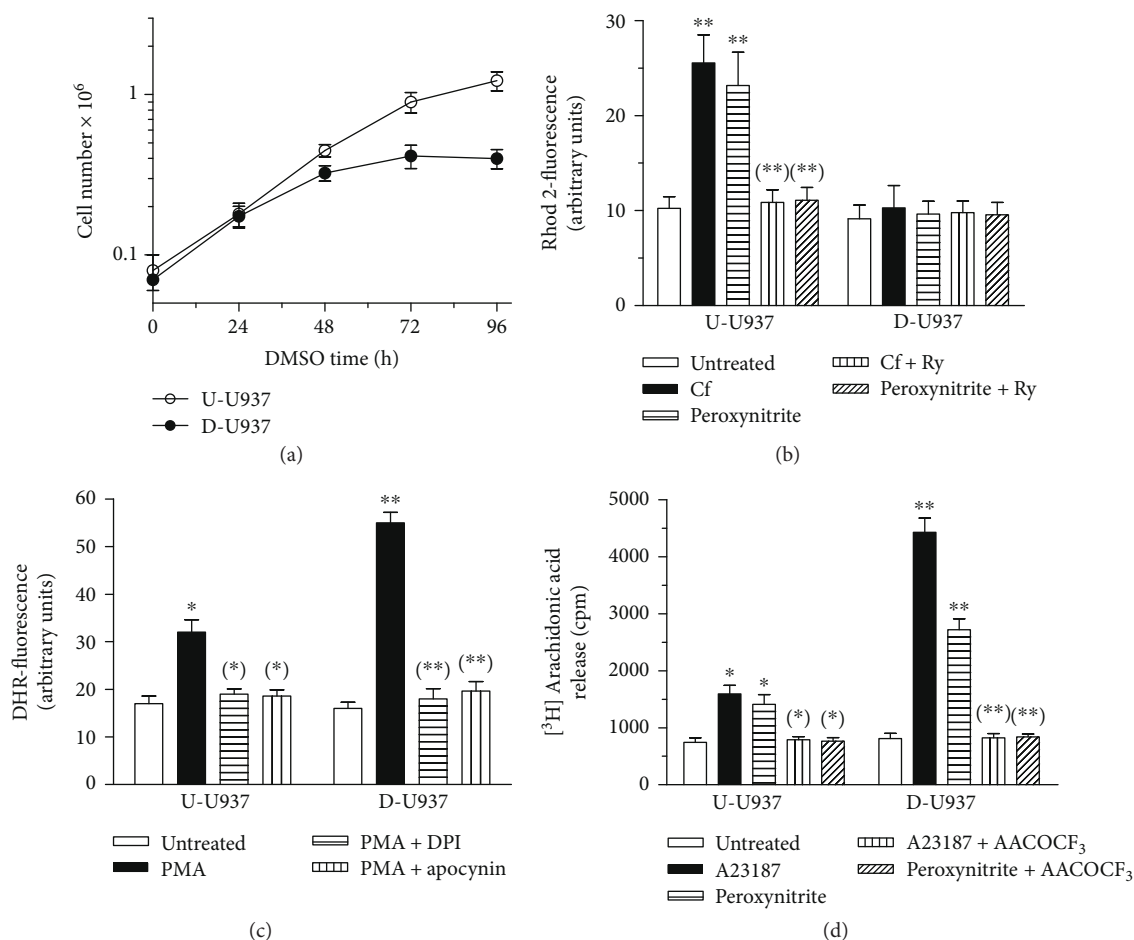 1
0.1
Cell number × 10⁶
0 24 48 72 96
DMSO time (h)
U-U937
D-U937
(a)
30
20
10
0
Rhod 2-fluorescence
(arbitrary units)
** **
(**) (**)
U-U937 D-U937
Untreated Cf + Ry
Cf Peroxynitrite + Ry
Peroxynitrite
(b)
60
50
40
30
20
10
0
DHR-fluorescence
(arbitrary units)
* (*) (*) ** (**) (**)
U-U937 D-U937
Untreated PMA + DPI
PMA PMA + apocynin
(c)
5000
4000
3000
2000
1000
0
[³H] Arachidonic acid
release (cpm)
* * (*) (*) ** ** (**) (**)
U-U937 D-U937
Untreated A23187 + AACOCF₃
A23187 Peroxynitrite + AACOCF₃
Peroxynitrite
(d)